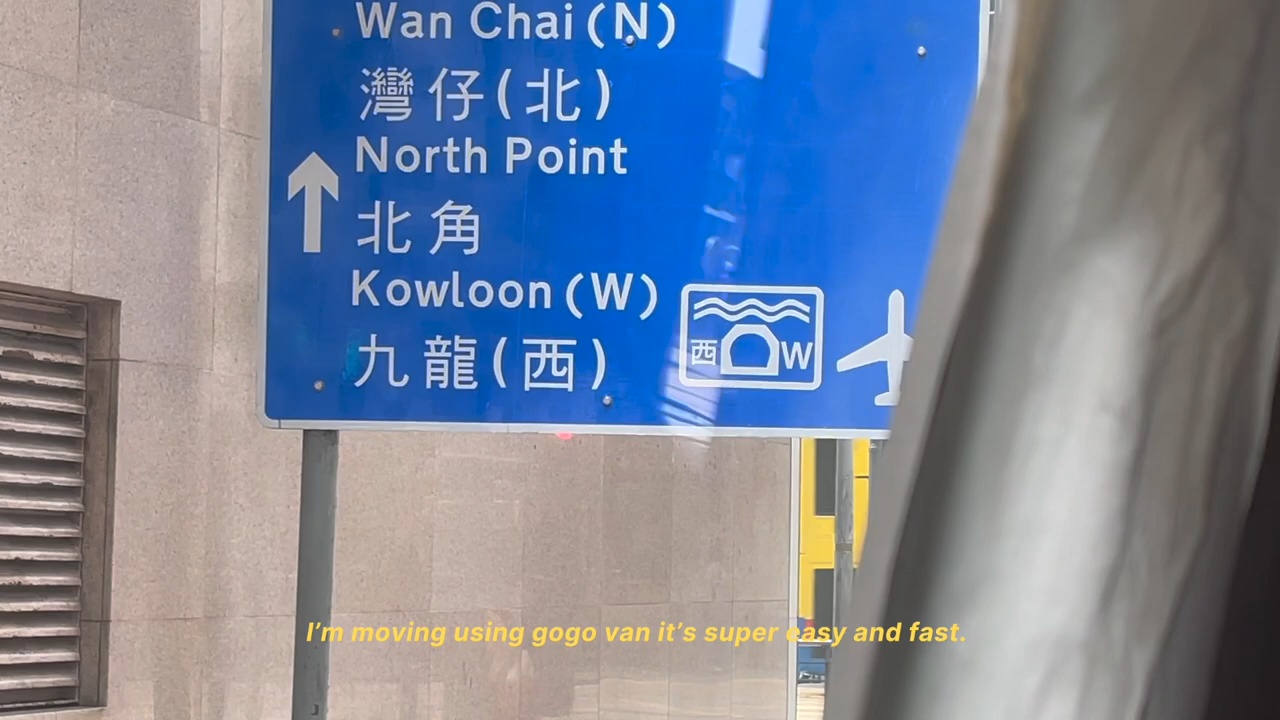 Wan Chai (N)
灣仔(北)
North Point
北角
Kowloon (W)
九龍(西)
西 W
I'm moving using gogo van it's super easy and fast.